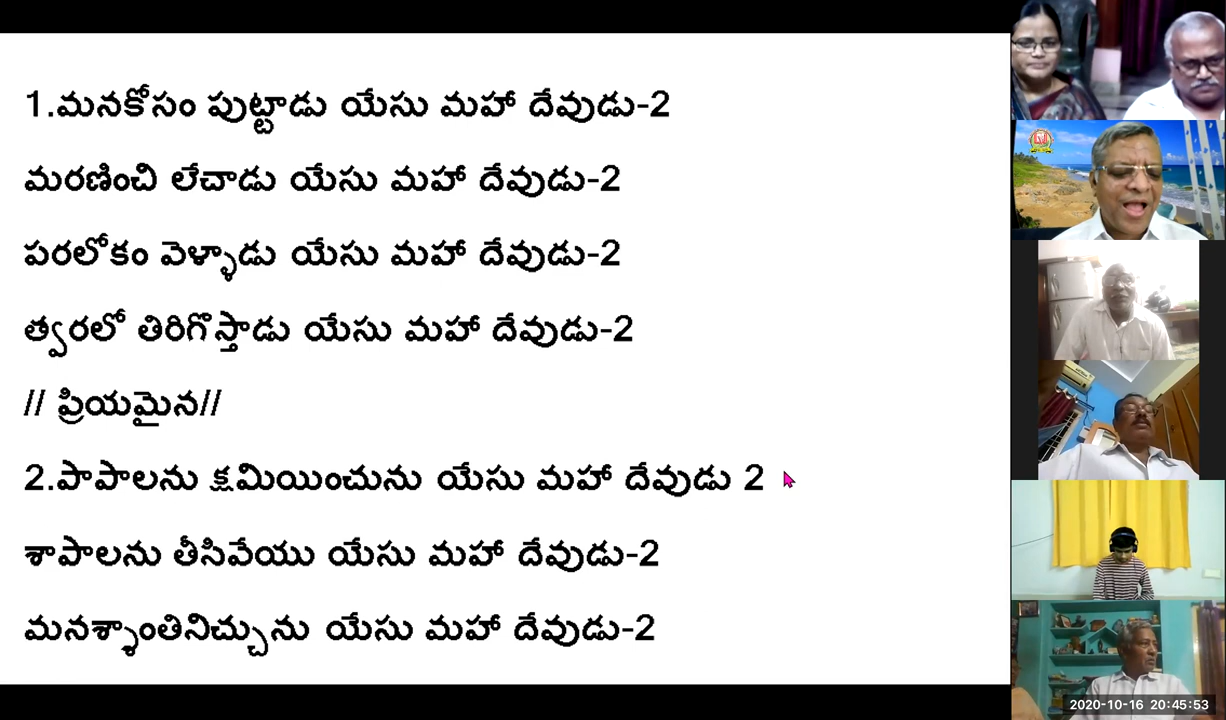 1.మనకోసం పుట్టాడు యేసు మహా దేవుడు-2
మరణించి లేచాడు యేసు మహా దేవుడు-2
పరలోకం వెళ్ళాడు యేసు మహా దేవుడు-2
త్వరలో తిరిగొస్తాడు యేసు మహా దేవుడు-2
// ప్రియమైన//
2.పాపాలను క్షమియించును యేసు మహా దేవుడు 2
శాపాలను తీసివేయు యేసు మహా దేవుడు-2
మనశ్శాంతినిచ్చును యేసు మహా దేవుడు-2
2020-10-16 20:45:53